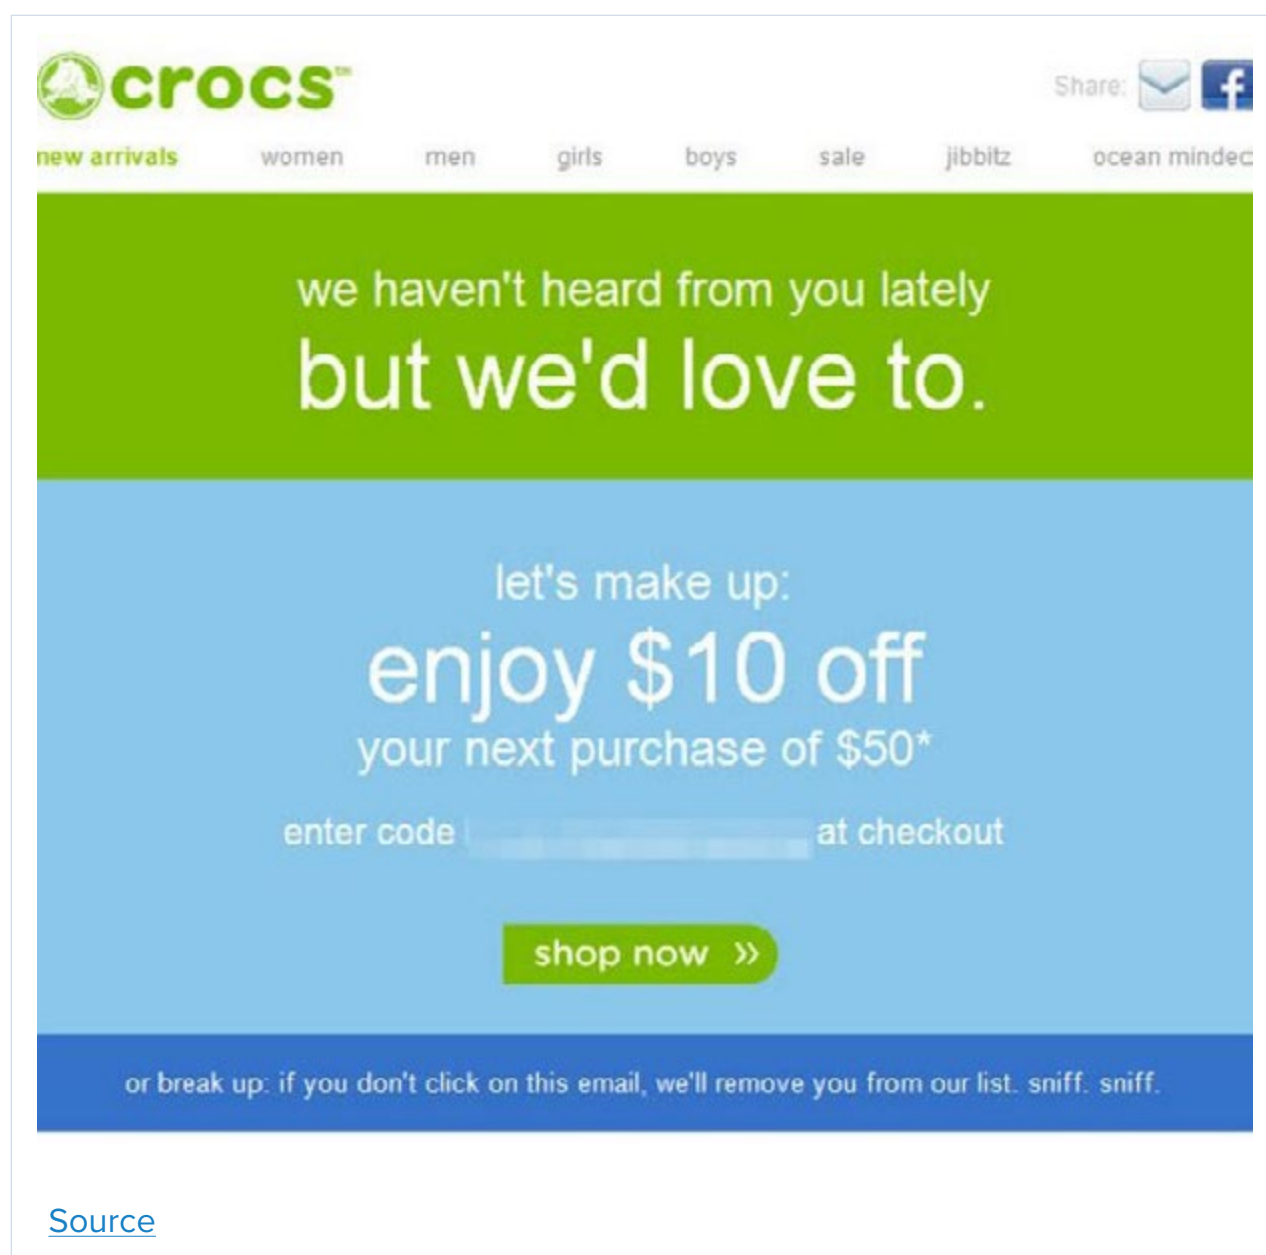 crocs™
Share:
new arrivals women men girls boys sale jibbitz ocean minded
we haven't heard from you lately
but we'd love to.
let's make up:
enjoy $10 off
your next purchase of $50*
enter code at checkout
shop now »
or break up: if you don't click on this email, we'll remove you from our list. sniff. sniff.
Source